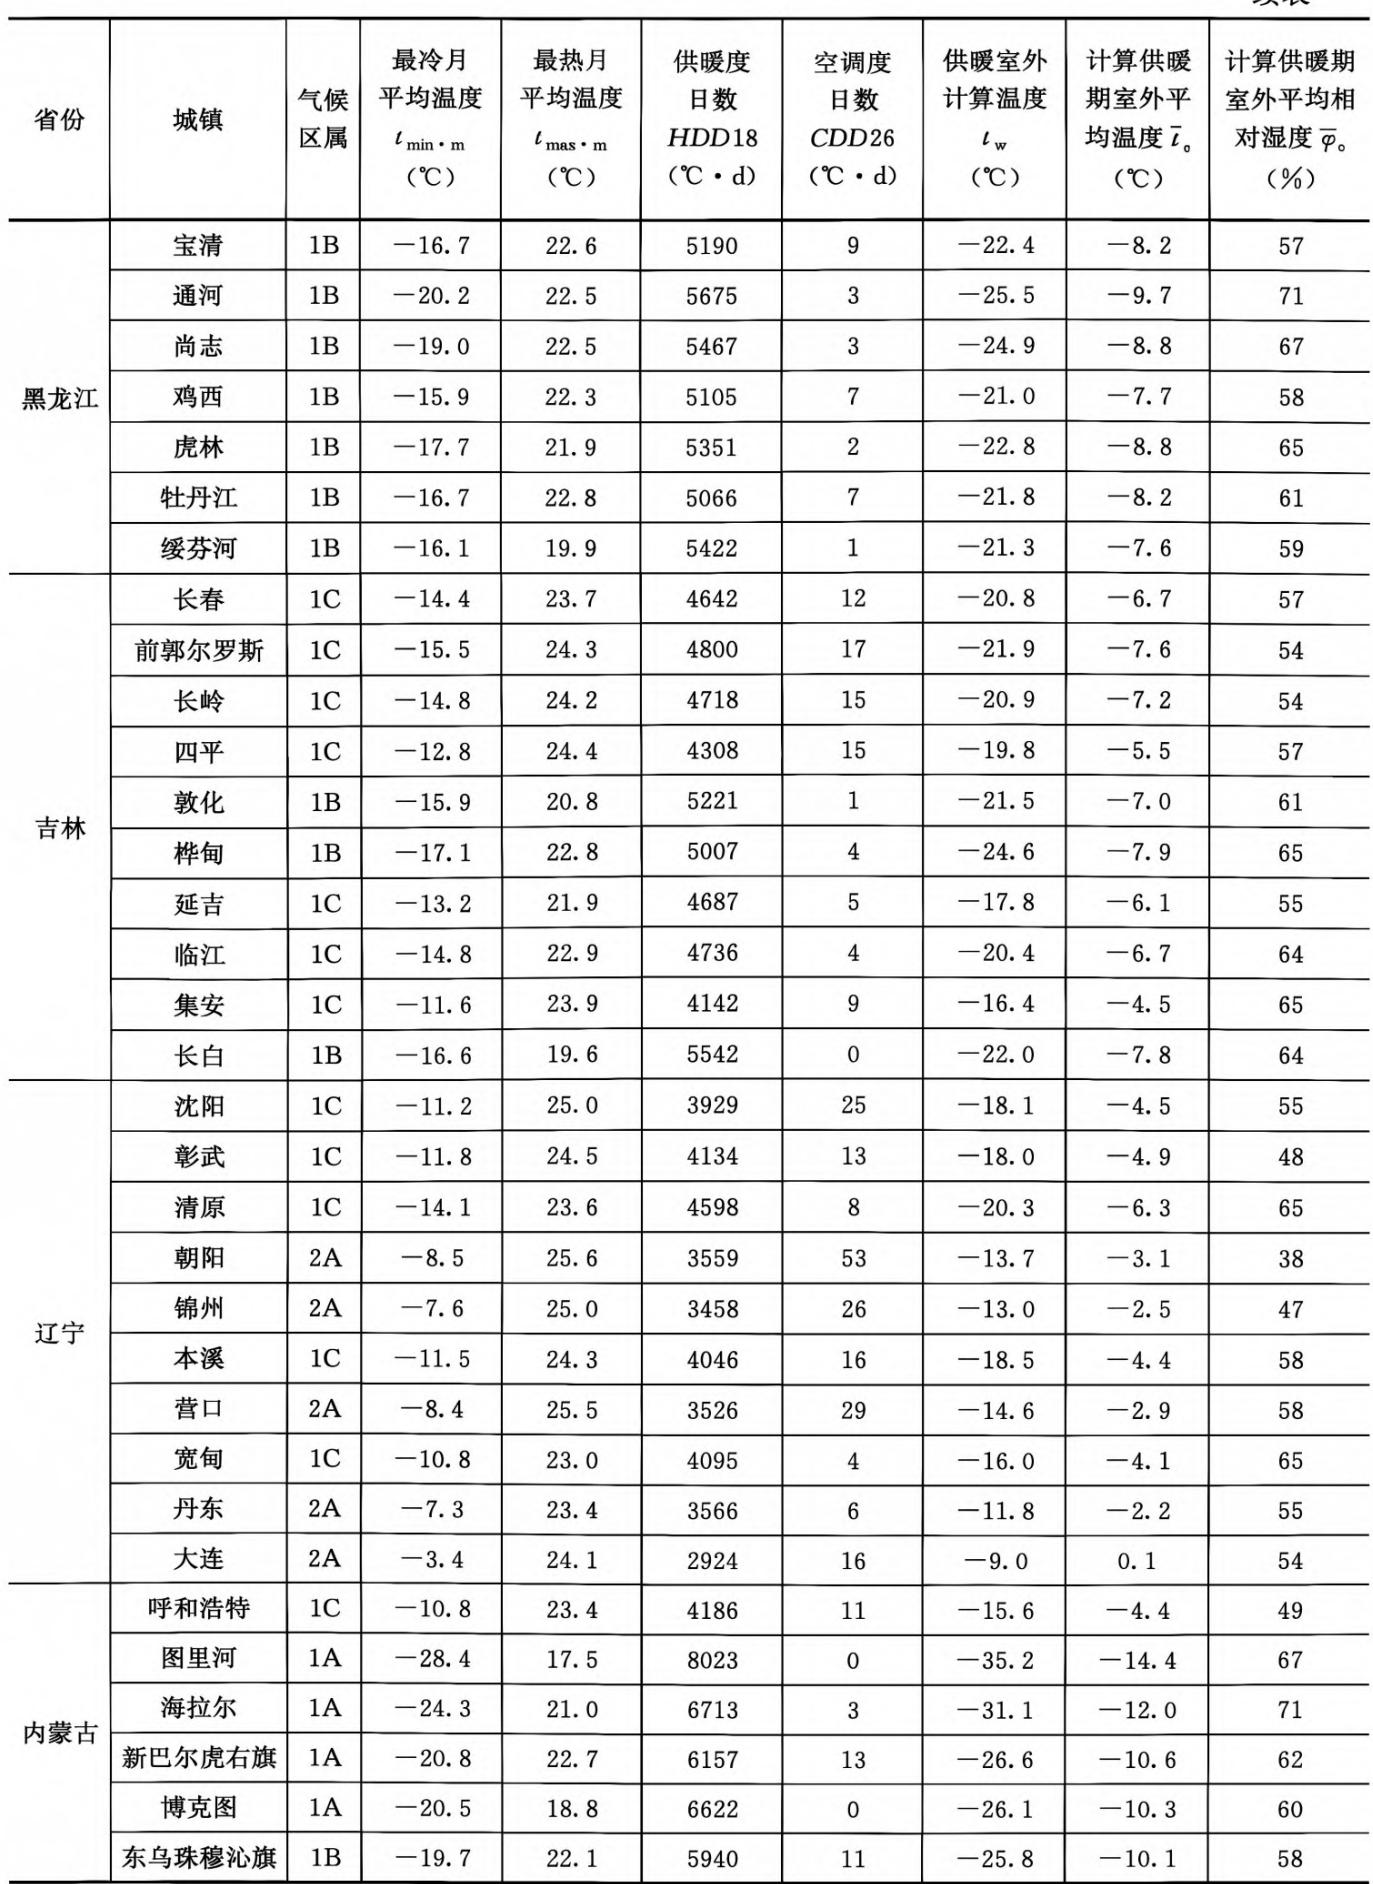 省份 城镇 气候区属 最冷月平均温度 tmin·m (℃) 最热月平均温度 tmas·m (℃) 供暖度日数 HDD18 (℃·d) 空调度日数 CDD26 (℃·d) 供暖室外计算温度 tw (℃) 计算供暖期室外平均温度 t̄o (℃) 计算供暖期室外平均相对湿度 φ̄o (%)
黑龙江
宝清 1B −16.7 22.6 5190 9 −22.4 −8.2 57
通河 1B −20.2 22.5 5675 3 −25.5 −9.7 71
尚志 1B −19.0 22.5 5467 3 −24.9 −8.8 67
鸡西 1B −15.9 22.3 5105 7 −21.0 −7.7 58
虎林 1B −17.7 21.9 5351 2 −22.8 −8.8 65
牡丹江 1B −16.7 22.8 5066 7 −21.8 −8.2 61
绥芬河 1B −16.1 19.9 5422 1 −21.3 −7.6 59
吉林
长春 1C −14.4 23.7 4642 12 −20.8 −6.7 57
前郭尔罗斯 1C −15.5 24.3 4800 17 −21.9 −7.6 54
长岭 1C −14.8 24.2 4718 15 −20.9 −7.2 54
四平 1C −12.8 24.4 4308 15 −19.8 −5.5 57
敦化 1B −15.9 20.8 5221 1 −21.5 −7.0 61
桦甸 1B −17.1 22.8 5007 4 −24.6 −7.9 65
延吉 1C −13.2 21.9 4687 5 −17.8 −6.1 55
临江 1C −14.8 22.9 4736 4 −20.4 −6.7 64
集安 1C −11.6 23.9 4142 9 −16.4 −4.5 65
长白 1B −16.6 19.6 5542 0 −22.0 −7.8 64
辽宁
沈阳 1C −11.2 25.0 3929 25 −18.1 −4.5 55
彰武 1C −11.8 24.5 4134 13 −18.0 −4.9 48
清原 1C −14.1 23.6 4598 8 −20.3 −6.3 65
朝阳 2A −8.5 25.6 3559 53 −13.7 −3.1 38
锦州 2A −7.6 25.0 3458 26 −13.0 −2.5 47
本溪 1C −11.5 24.3 4046 16 −18.5 −4.4 58
营口 2A −8.4 25.5 3526 29 −14.6 −2.9 58
宽甸 1C −10.8 23.0 4095 4 −16.0 −4.1 65
丹东 2A −7.3 23.4 3566 6 −11.8 −2.2 55
大连 2A −3.4 24.1 2924 16 −9.0 0.1 54
内蒙古
呼和浩特 1C −10.8 23.4 4186 11 −15.6 −4.4 49
图里河 1A −28.4 17.5 8023 0 −35.2 −14.4 67
海拉尔 1A −24.3 21.0 6713 3 −31.1 −12.0 71
新巴尔虎右旗 1A −20.8 22.7 6157 13 −26.6 −10.6 62
博克图 1A −20.5 18.8 6622 0 −26.1 −10.3 60
东乌珠穆沁旗 1B −19.7 22.1 5940 11 −25.8 −10.1 58